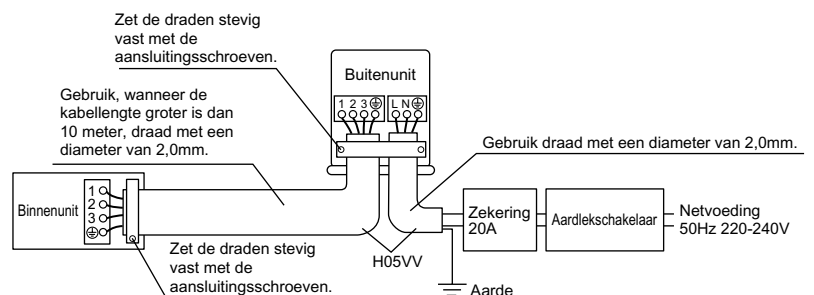 Zet de draden stevig
vast met de
aansluitingsschroeven.
Buitenunit
1 2 3 L N
Gebruik, wanneer de
kabellengte groter is dan
10 meter, draad met een
diameter van 2,0mm.
Gebruik draad met een diameter van 2,0mm.
Binnenunit
1
2
3
Zekering
20A
Aardlekschakelaar
Netvoeding
50Hz 220-240V
Zet de draden stevig
vast met de
aansluitingsschroeven.
H05VV
Aarde